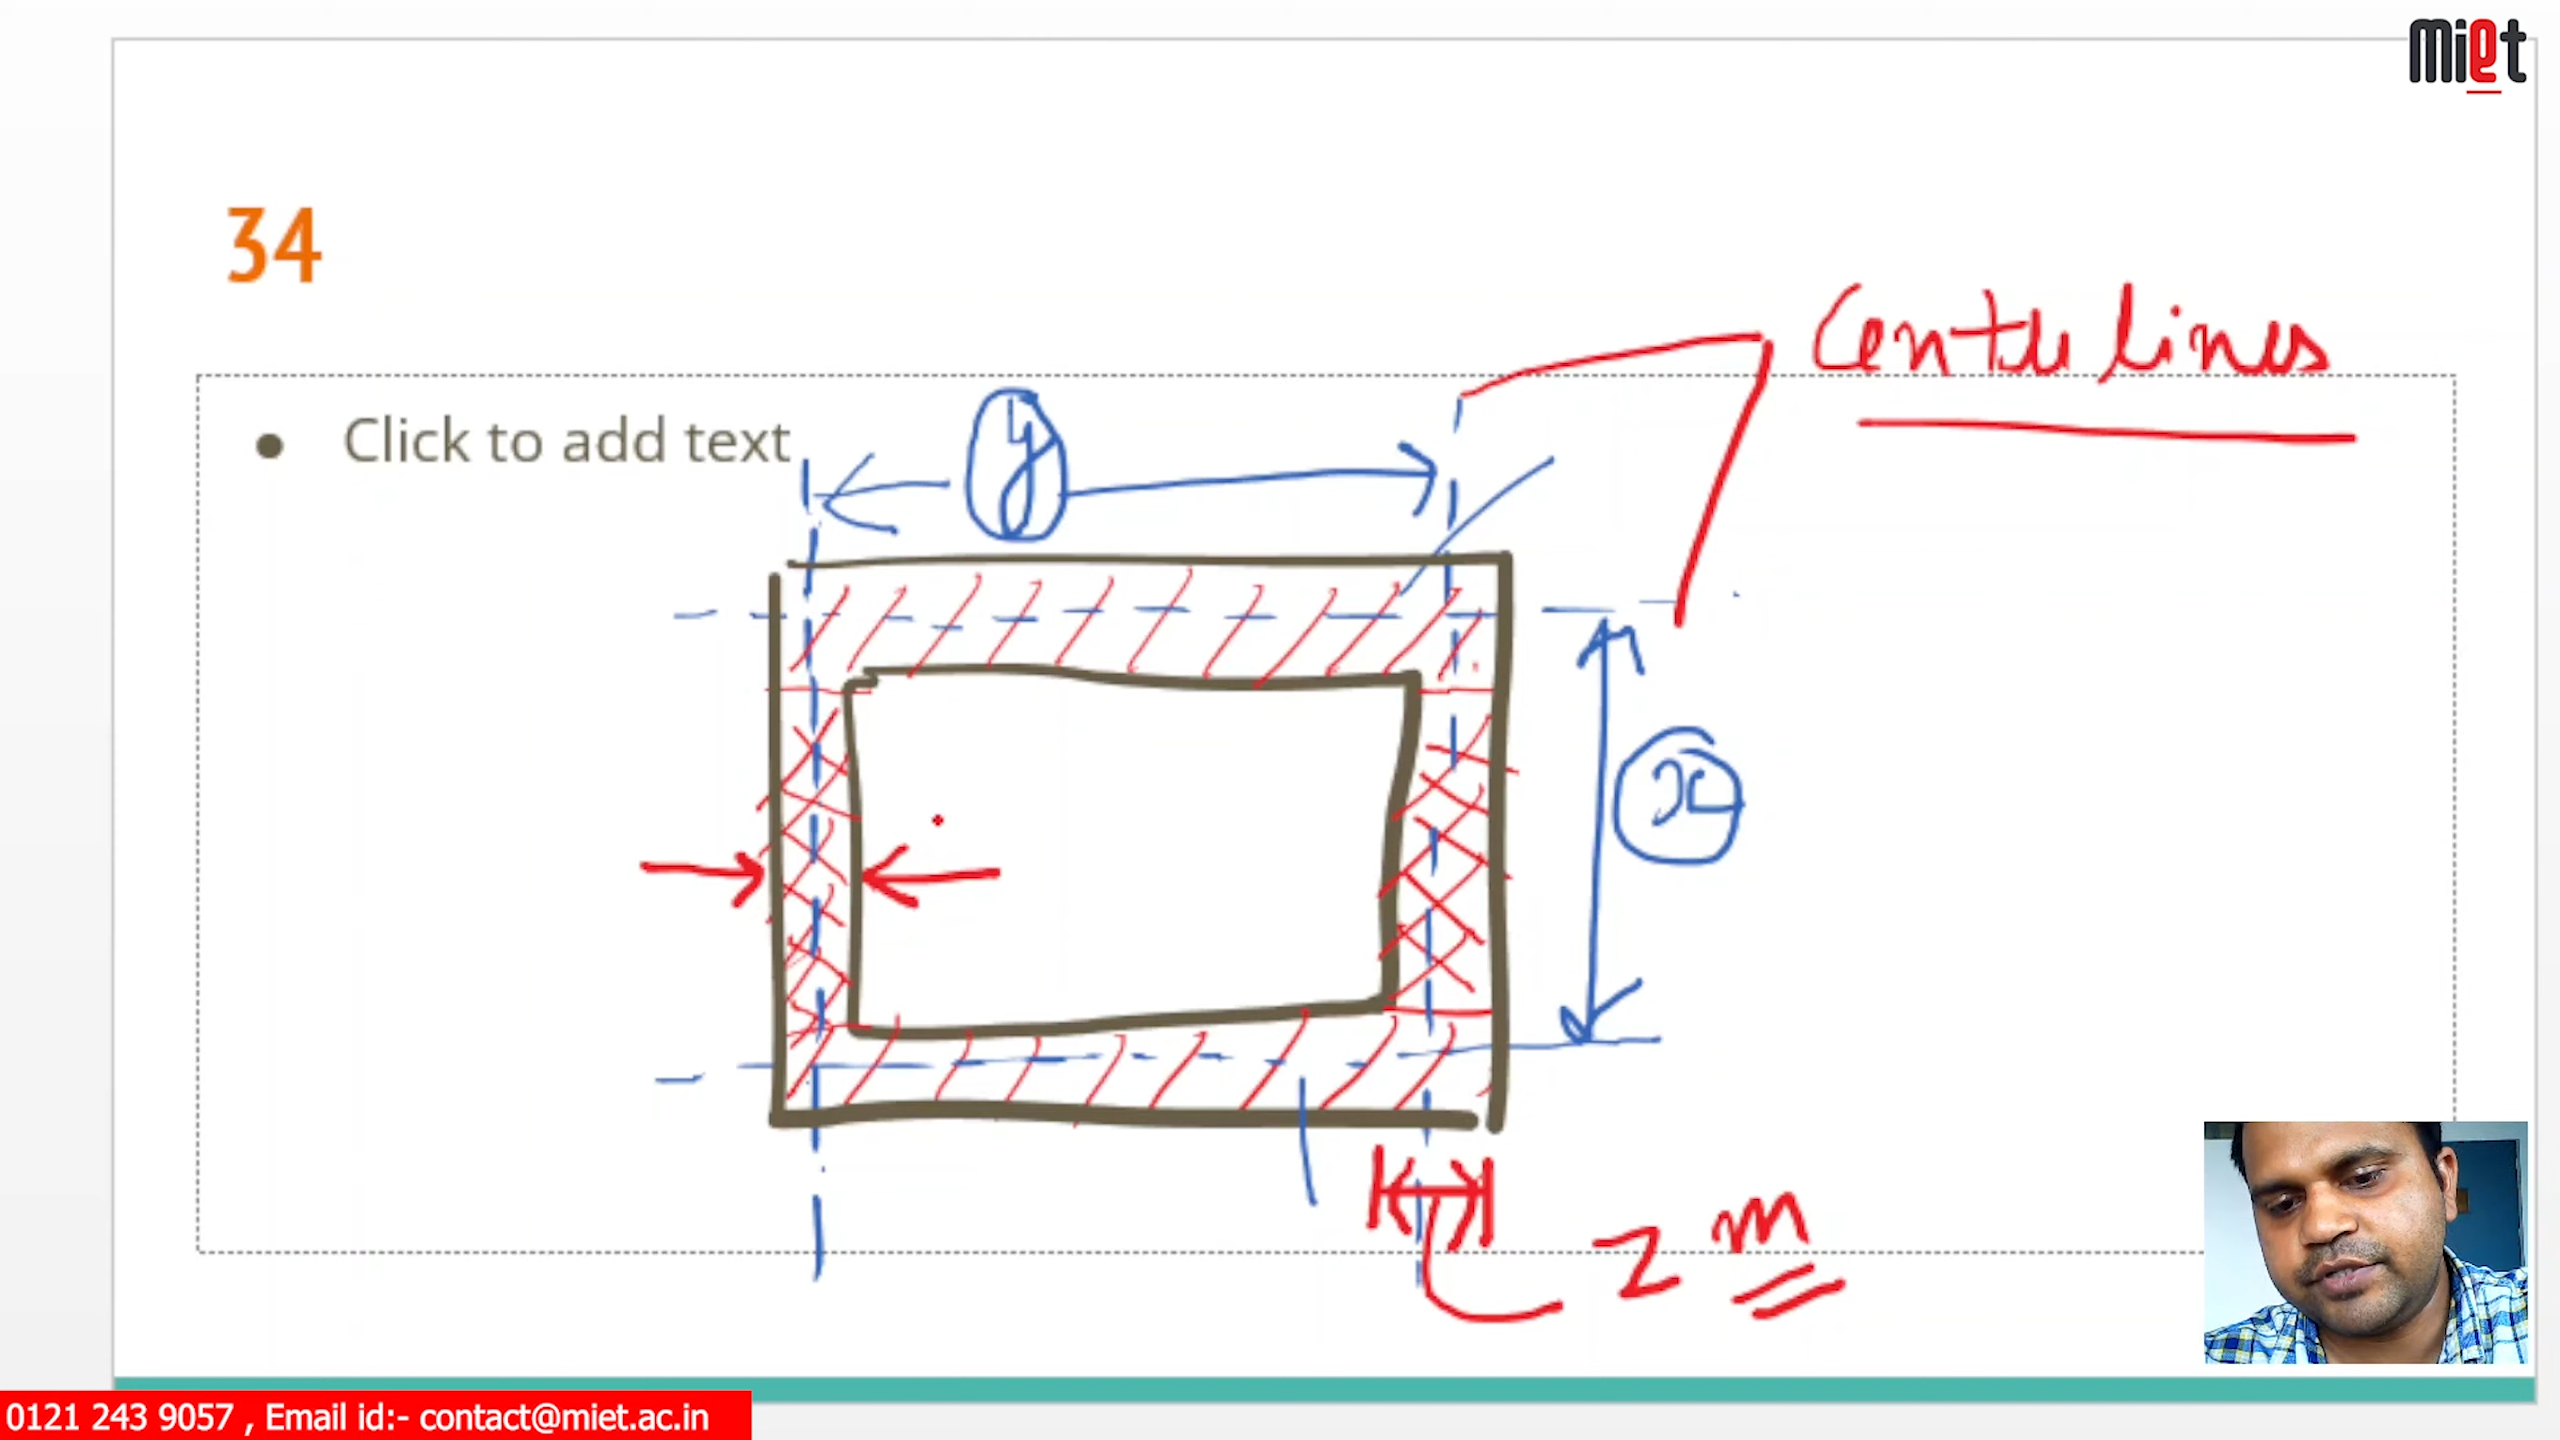 miet
34
Centre lines
• Click to add text
y
x
2 m
0121 243 9057 , Email id:- contact@miet.ac.in